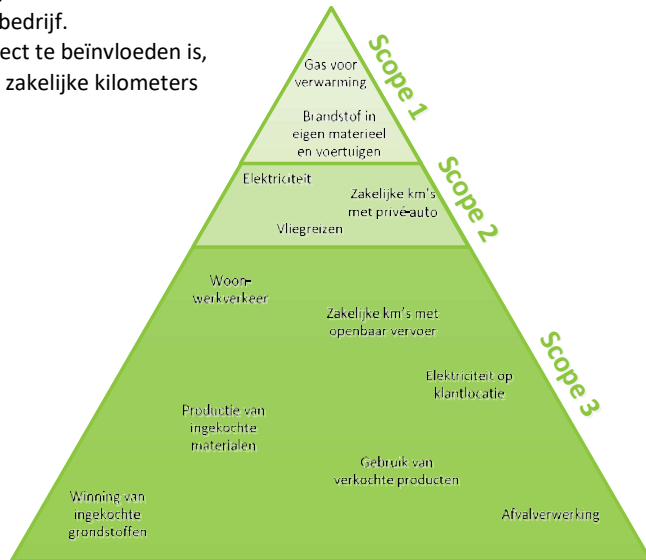 bedrijf.
ect te beïnvloeden is,
zakelijke kilometers
Scope 1
Gas voor
verwarming
Brandstof in
eigen materieel
en voertuigen
Scope 2
Elektriciteit
Zakelijke km's
met privé-auto
Vliegreizen
Scope 3
Woon-
werkverkeer
Zakelijke km's met
openbaar vervoer
Elektriciteit op
klantlocatie
Productie van
ingekochte
materialen
Gebruik van
verkochte producten
Winning van
ingekochte
grondstoffen
Afvalverwerking